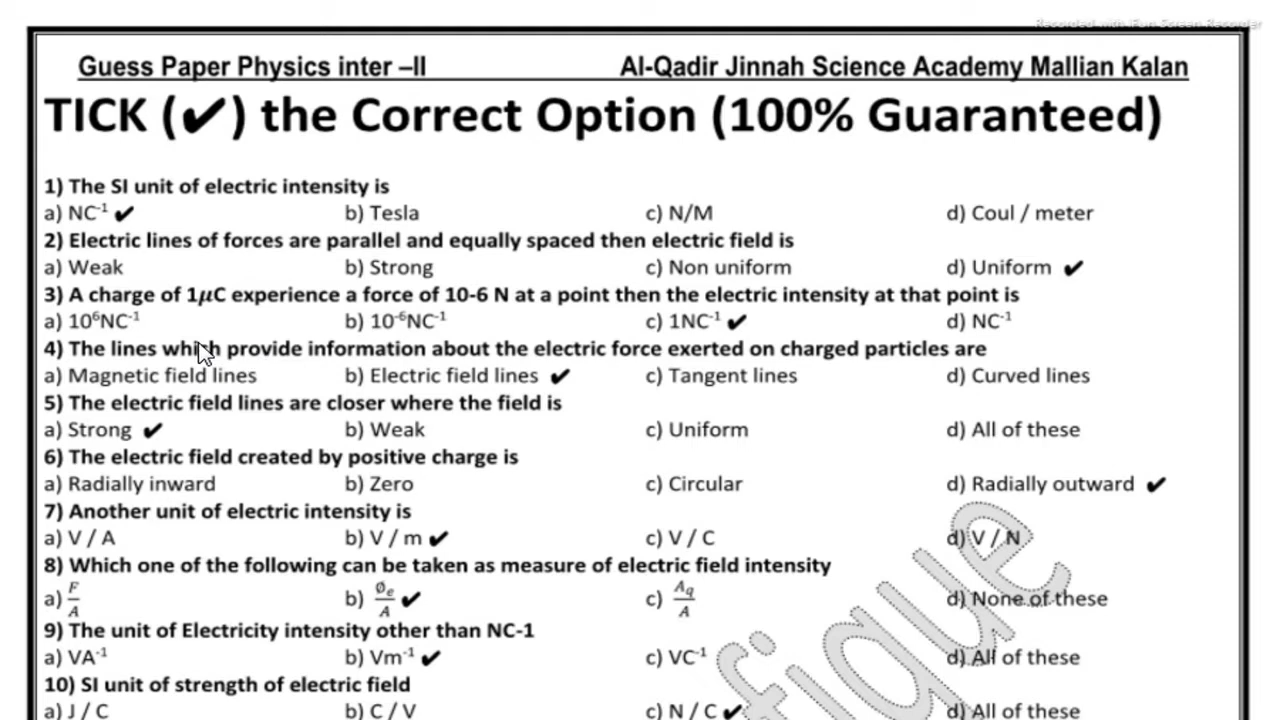 Recorded with iFun Screen Recorder
Guess Paper Physics inter –II Al-Qadir Jinnah Science Academy Mallian Kalan
TICK (✔) the Correct Option (100% Guaranteed)
1) The SI unit of electric intensity is
a) NC⁻¹ ✔ b) Tesla c) N/M d) Coul / meter
2) Electric lines of forces are parallel and equally spaced then electric field is
a) Weak b) Strong c) Non uniform d) Uniform ✔
3) A charge of 1𝝁C experience a force of 10-6 N at a point then the electric intensity at that point is
a) 10⁶NC⁻¹ b) 10⁻⁶NC⁻¹ c) 1NC⁻¹ ✔ d) NC⁻¹
4) The lines which provide information about the electric force exerted on charged particles are
a) Magnetic field lines b) Electric field lines ✔ c) Tangent lines d) Curved lines
5) The electric field lines are closer where the field is
a) Strong ✔ b) Weak c) Uniform d) All of these
6) The electric field created by positive charge is
a) Radially inward b) Zero c) Circular d) Radially outward ✔
7) Another unit of electric intensity is
a) V / A b) V / m ✔ c) V / C d) V / N
8) Which one of the following can be taken as measure of electric field intensity
a) F/A b) Øₑ/A ✔ c) A_q/A d) None of these
9) The unit of Electricity intensity other than NC-1
a) VA⁻¹ b) Vm⁻¹ ✔ c) VC⁻¹ d) All of these
10) SI unit of strength of electric field
a) J / C b) C / V c) N / C ✔ d) All of these